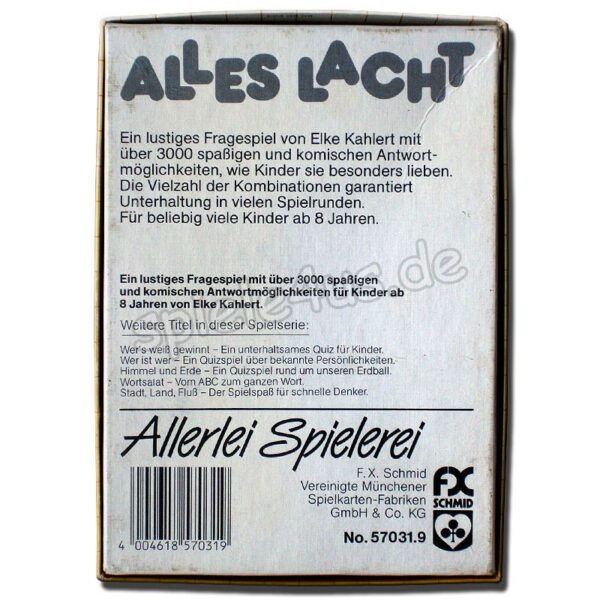 ALLES LACHT
Ein lustiges Fragespiel von Elke Kahlert mit
über 3000 spaßigen und komischen Antwort-
möglichkeiten, wie Kinder sie besonders lieben.
Die Vielzahl der Kombinationen garantiert
Unterhaltung in vielen Spielrunden.
Für beliebig viele Kinder ab 8 Jahren.
Ein lustiges Fragespiel mit über 3000 spaßigen
und komischen Antwortmöglichkeiten für Kinder ab
8 Jahren von Elke Kahlert.
Weitere Titel in dieser Spielserie:
Wer's weiß gewinnt – Ein unterhaltsames Quiz für Kinder.
Wer ist wer – Ein Quizspiel über bekannte Persönlichkeiten.
Himmel und Erde – Ein Quizspiel rund um unseren Erdball.
Wortsalat – Vom ABC zum ganzen Wort.
Stadt, Land, Fluß – Der Spielspaß für schnelle Denker.
spiele4us.de
Allerlei Spielerei
F. X. Schmid
Vereinigte Münchener
Spielkarten-Fabriken
GmbH & Co. KG
No. 57031.9
FX
SCHMID
4 004618 570319